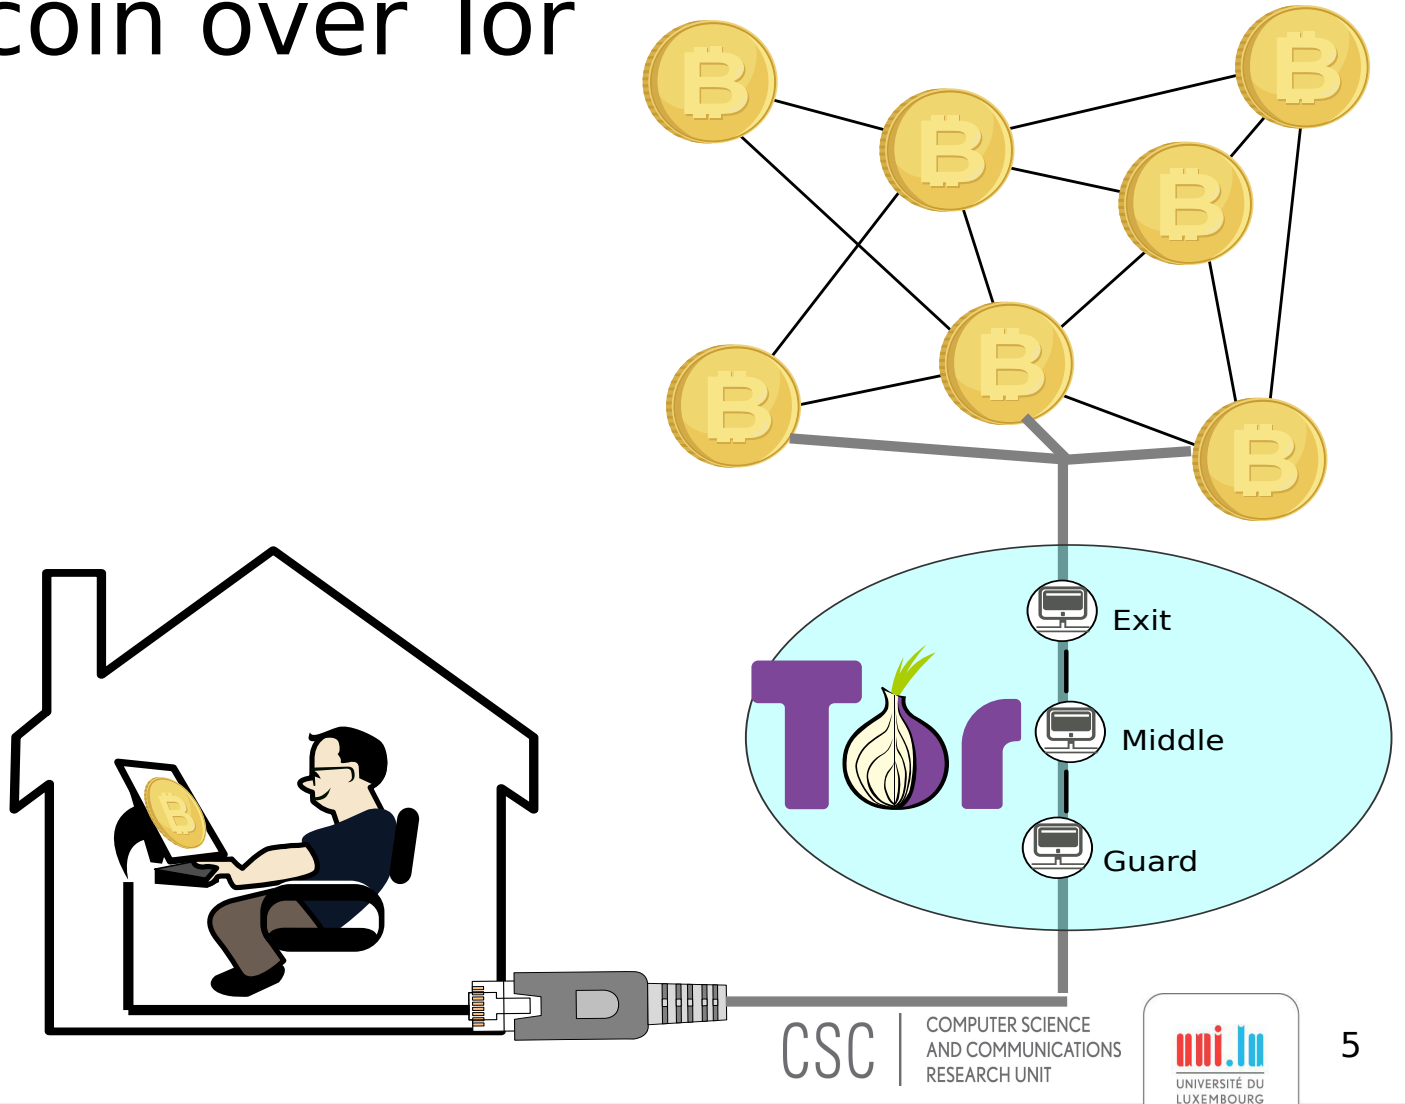 coin over Tor
Exit
Tor
Middle
Guard
CSC
COMPUTER SCIENCE
AND COMMUNICATIONS
RESEARCH UNIT
uni.lu
UNIVERSITÉ DU
LUXEMBOURG
5